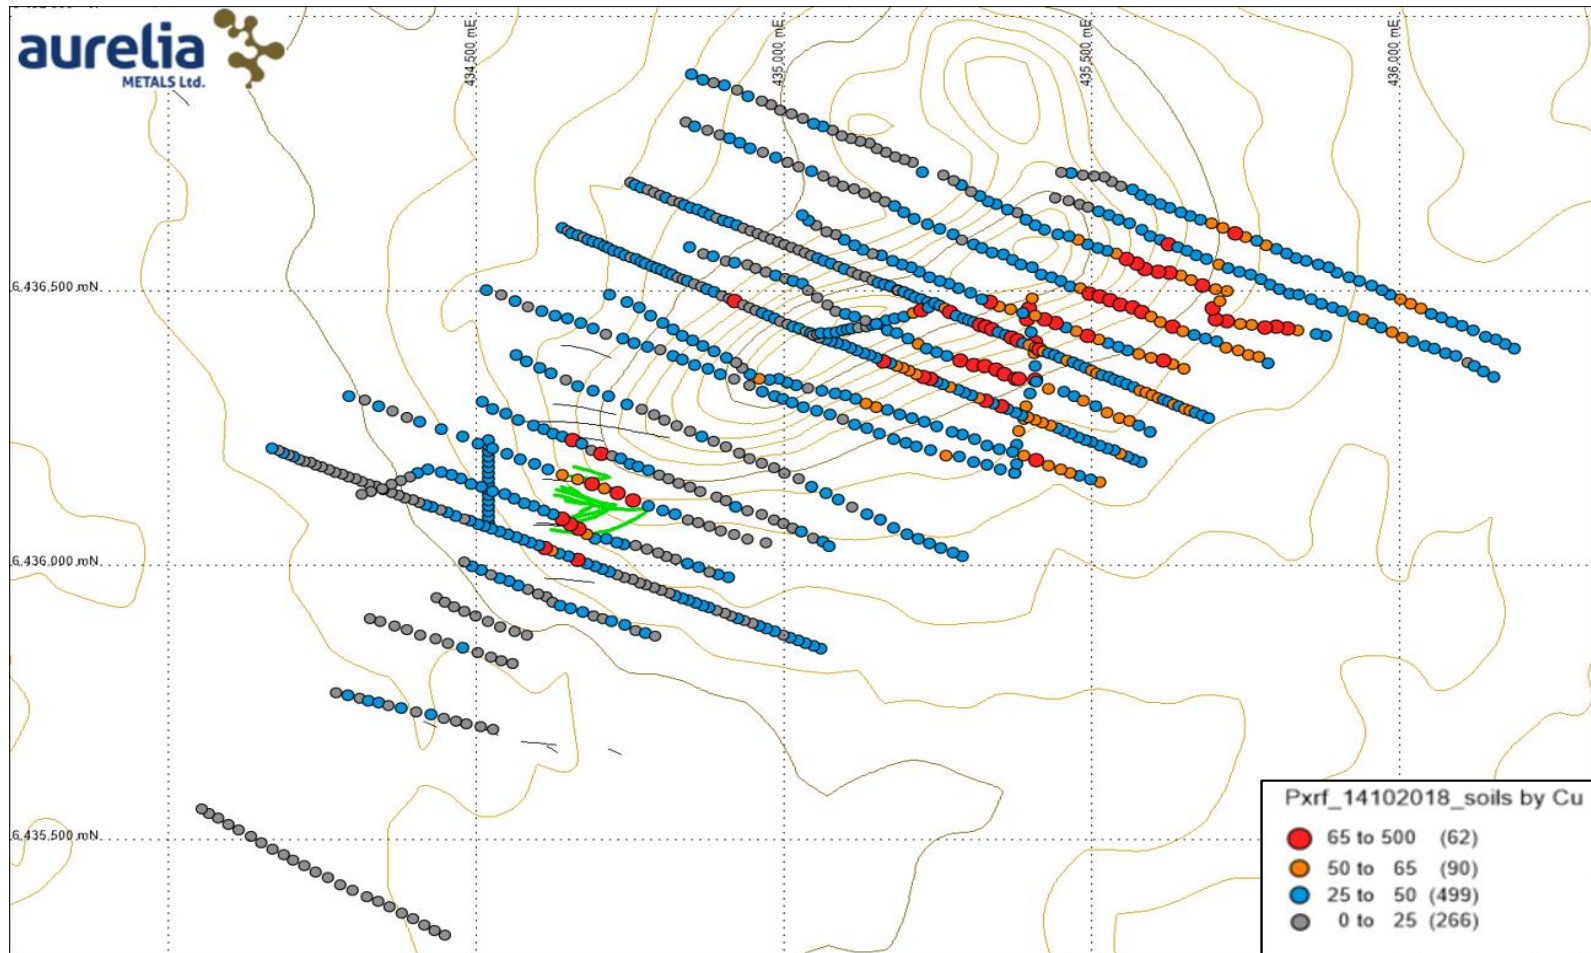 aurelia
METALS Ltd.
434,500 mE
435,000 mE
435,500 mE
436,000 mE
6,436,500 mN
6,436,000 mN
6,435,500 mN
Pxrf_14102018_soils by Cu
65 to 500 (62)
50 to 65 (90)
25 to 50 (499)
0 to 25 (266)